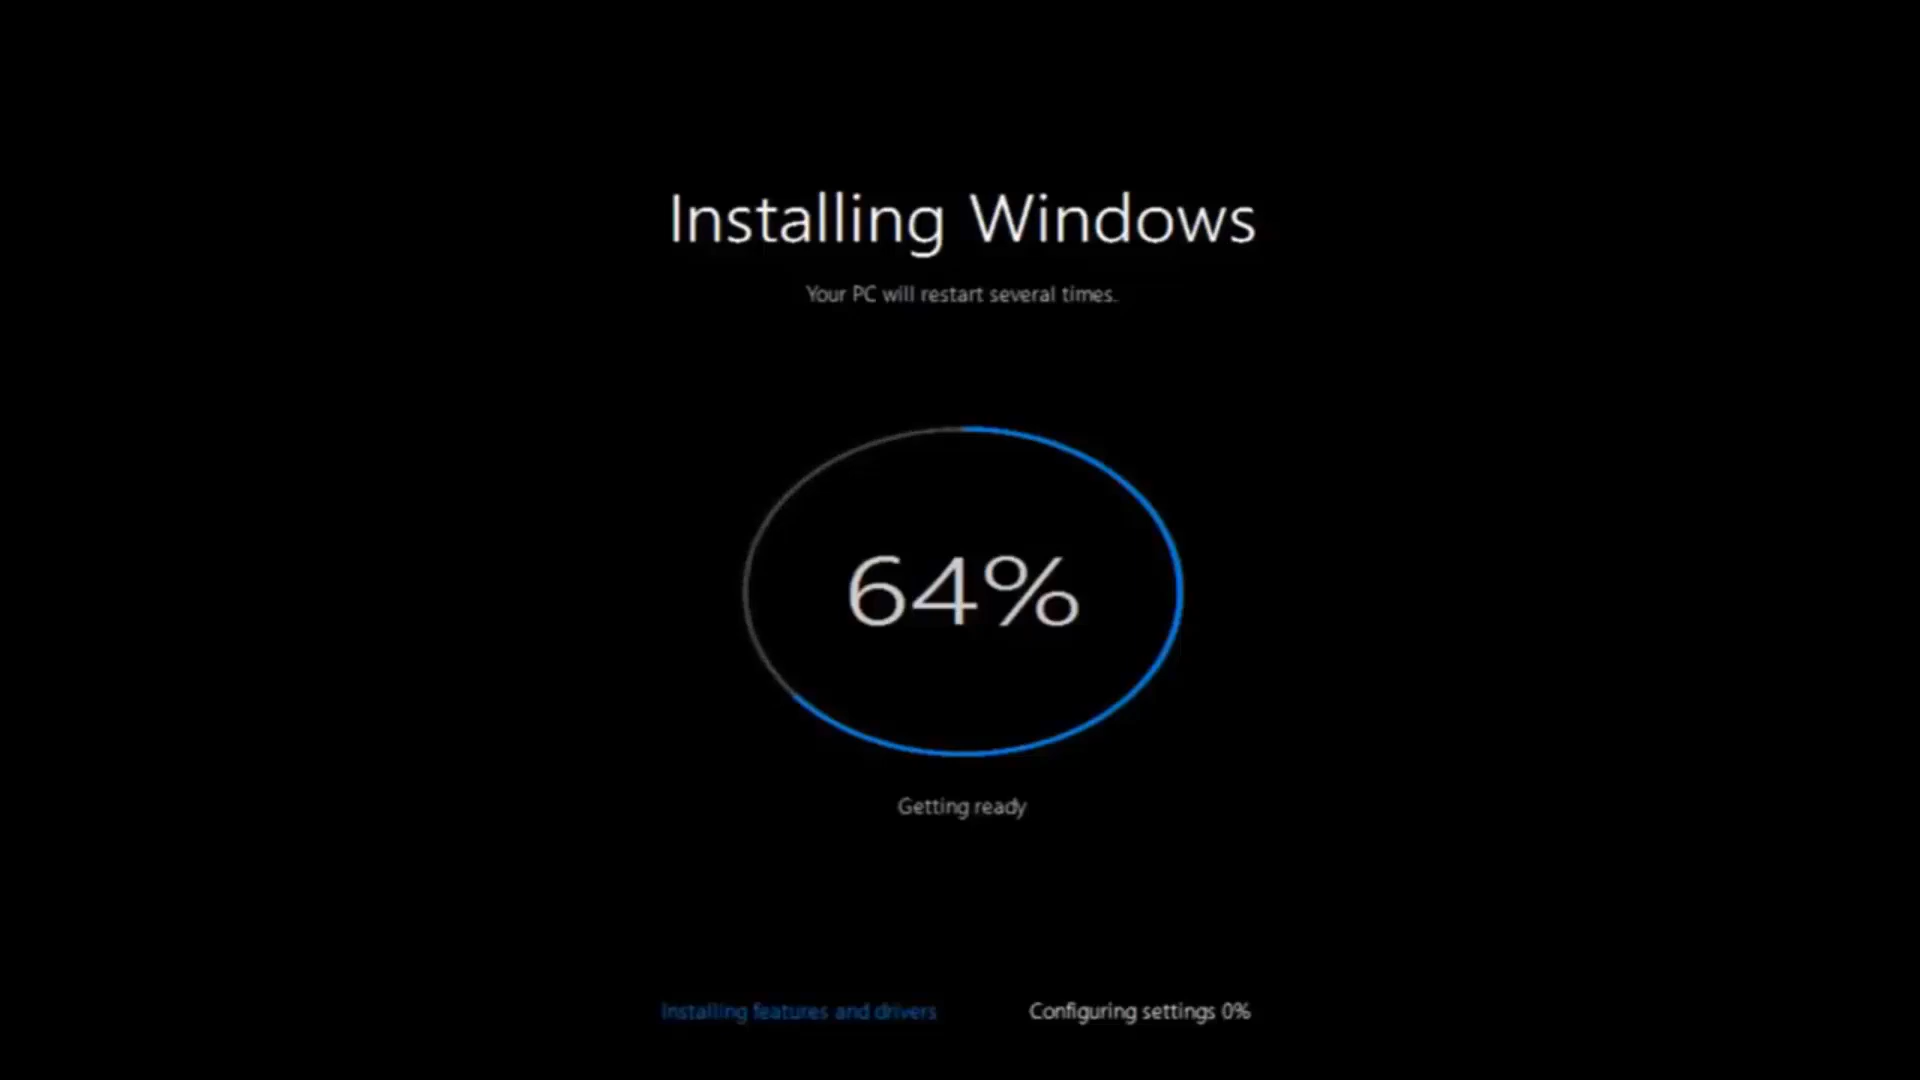 Installing Windows
Your PC will restart several times.
64%
Getting ready
Installing features and drivers
Configuring settings 0%